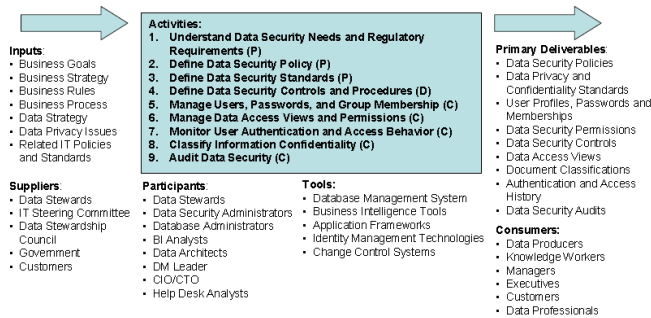 Activities:
1. Understand Data Security Needs and Regulatory
Requirements (P)
2. Define Data Security Policy (P)
3. Define Data Security Standards (P)
4. Define Data Security Controls and Procedures (D)
5. Manage Users, Passwords, and Group Membership (C)
6. Manage Data Access Views and Permissions (C)
7. Monitor User Authentication and Access Behavior (C)
8. Classify Information Confidentiality (C)
9. Audit Data Security (C)
Inputs:
• Business Goals
• Business Strategy
• Business Rules
• Business Process
• Data Strategy
• Data Privacy Issues
• Related IT Policies
and Standards
Suppliers:
• Data Stewards
• IT Steering Committee
• Data Stewardship
Council
• Government
• Customers
Participants:
• Data Stewards
• Data Security Administrators
• Database Administrators
• BI Analysts
• Data Architects
• DM Leader
• CIO/CTO
• Help Desk Analysts
Tools:
• Database Management System
• Business Intelligence Tools
• Application Frameworks
• Identity Management Technologies
• Change Control Systems
Primary Deliverables:
• Data Security Policies
• Data Privacy and
Confidentiality Standards
• User Profiles, Passwords and
Memberships
• Data Security Permissions
• Data Security Controls
• Data Access Views
• Document Classifications
• Authentication and Access
History
• Data Security Audits
Consumers:
• Data Producers
• Knowledge Workers
• Managers
• Executives
• Customers
• Data Professionals